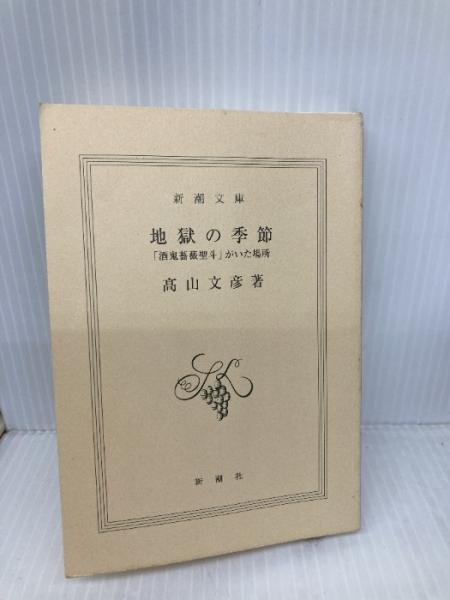 新潮文庫
地獄の季節
「酒鬼薔薇聖斗」がいた場所
髙山文彦著
新潮社